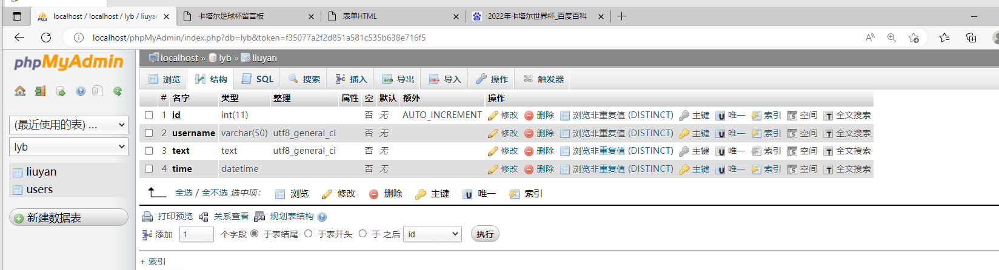 localhost / localhost / lyb / liuyan
卡塔尔足球杯留言板
表单HTML
2022年卡塔尔世界杯_百度百科
localhost/phpMyAdmin/index.php?db=lyb&token=f35077a2f2d851a581c535b638e716f5
phpMyAdmin
(最近使用的表) ...
lyb
liuyan
users
新建数据表
localhost » lyb » liuyan
浏览 结构 SQL 搜索 插入 导出 导入 操作 触发器
# 名字 类型 整理 属性 空 默认 额外 操作
1 id int(11) 否 无 AUTO_INCREMENT 修改 删除 浏览非重复值 (DISTINCT) 主键 唯一 索引 空间 全文搜索
2 username varchar(50) utf8_general_ci 否 无 修改 删除 浏览非重复值 (DISTINCT) 主键 唯一 索引 空间 全文搜索
3 text text utf8_general_ci 否 无 修改 删除 浏览非重复值 (DISTINCT) 主键 唯一 索引 空间 全文搜索
4 time datetime 否 无 修改 删除 浏览非重复值 (DISTINCT) 主键 唯一 索引 空间 全文搜索
全选 / 全不选 选中项: 浏览 修改 删除 主键 唯一 索引
打印预览 关系查看 规划表结构
添加 1 个字段 于表结尾 于表开头 于 之后 id 执行
+ 索引